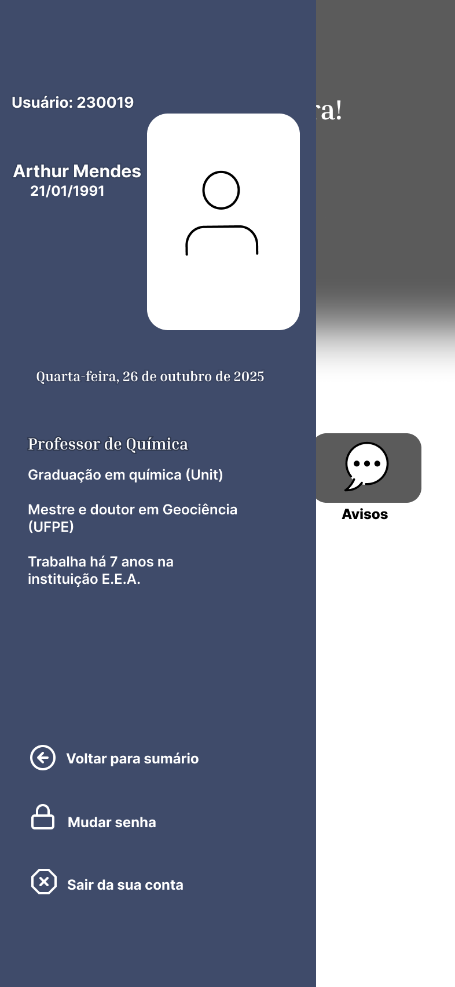 Usuário: 230019
ra!
Arthur Mendes
21/01/1991
Quarta-feira, 26 de outubro de 2025
Professor de Química
Graduação em química (Unit)
Mestre e doutor em Geociência
(UFPE)
Trabalha há 7 anos na
instituição E.E.A.
Avisos
Voltar para sumário
Mudar senha
Sair da sua conta